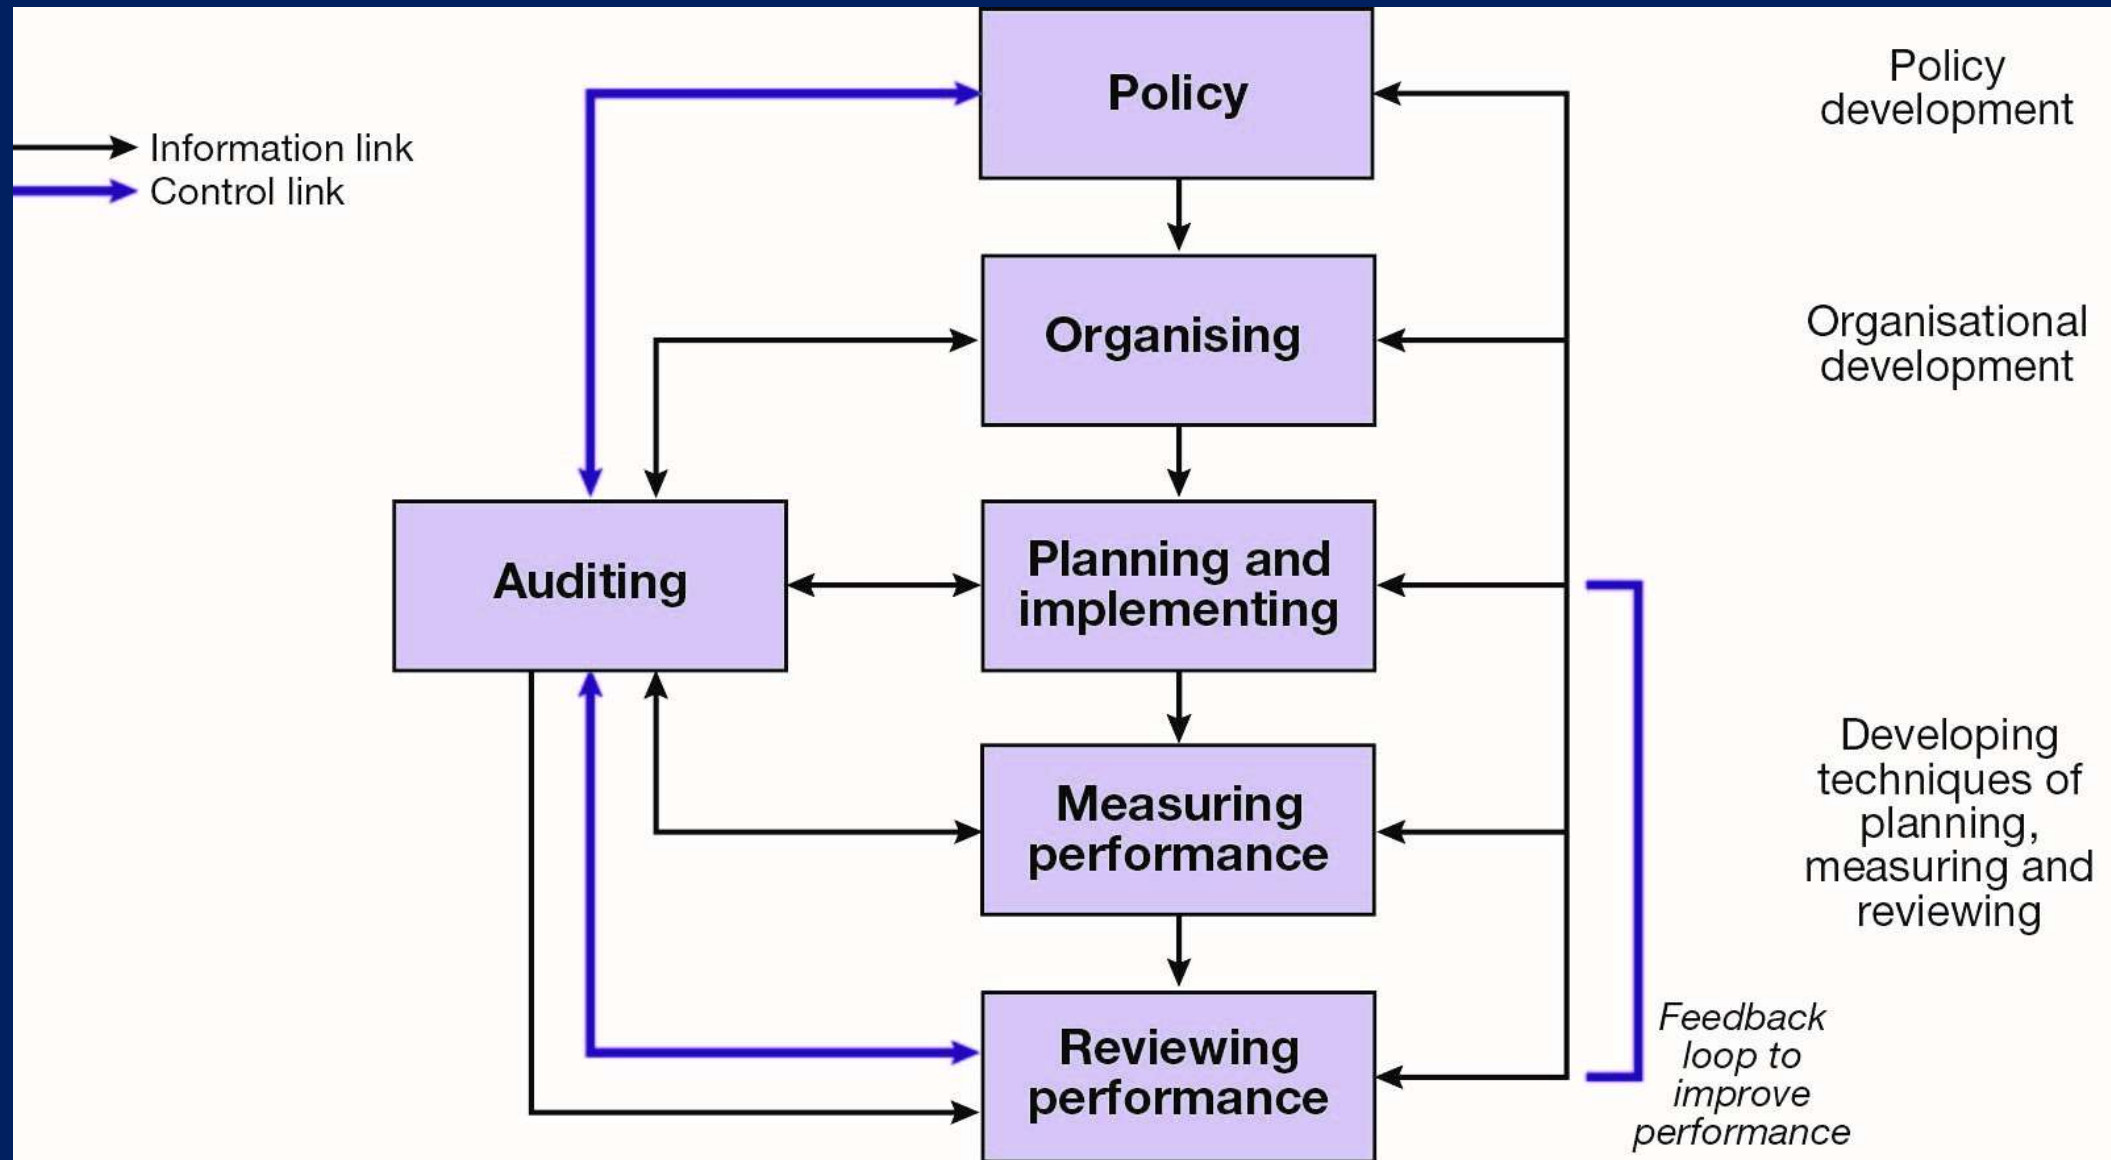 Policy
Policy
development
Information link
Control link
Organising
Organisational
development
Auditing
Planning and
implementing
Measuring
performance
Developing
techniques of
planning,
measuring and
reviewing
Reviewing
performance
Feedback
loop to
improve
performance